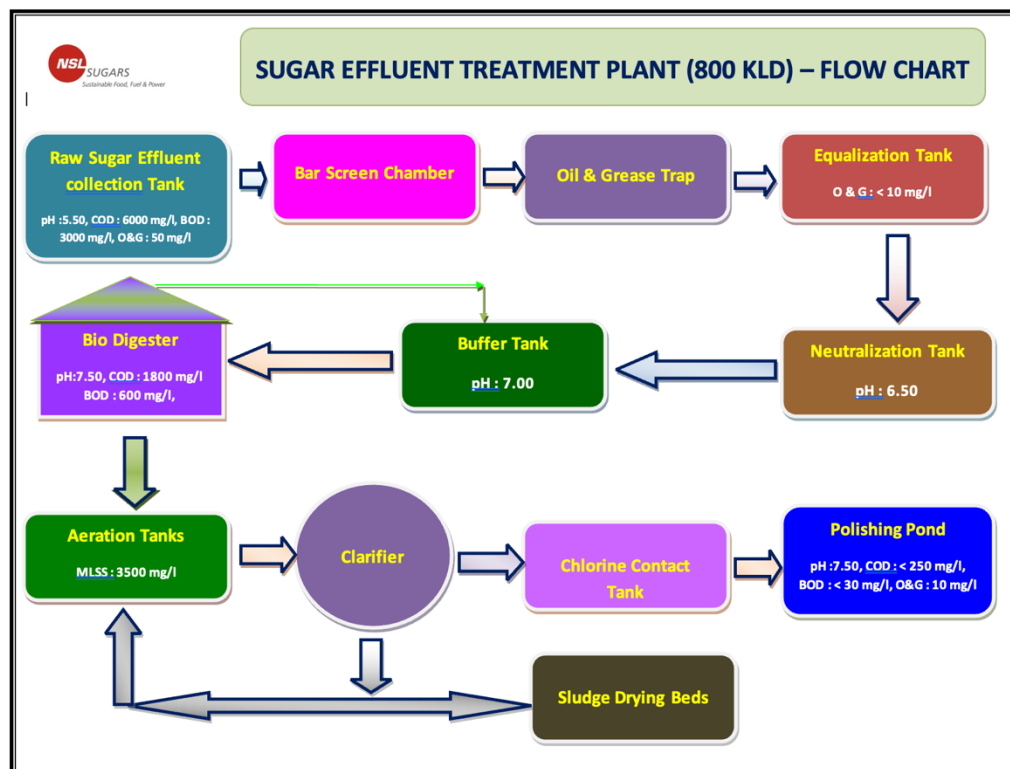 NSL
SUGARS
Sustainable Food, Fuel & Power
SUGAR EFFLUENT TREATMENT PLANT (800 KLD) – FLOW CHART
Raw Sugar Effluent
collection Tank
pH :5.50, COD : 6000 mg/l, BOD :
3000 mg/l, O&G : 50 mg/l
Bar Screen Chamber
Oil & Grease Trap
Equalization Tank
O & G : < 10 mg/l
Bio Digester
pH:7.50, COD : 1800 mg/l
BOD : 600 mg/l,
Buffer Tank
pH : 7.00
Neutralization Tank
pH : 6.50
Aeration Tanks
MLSS : 3500 mg/l
Clarifier
Chlorine Contact
Tank
Polishing Pond
pH :7.50, COD : < 250 mg/l,
BOD : < 30 mg/l, O&G : 10 mg/l
Sludge Drying Beds